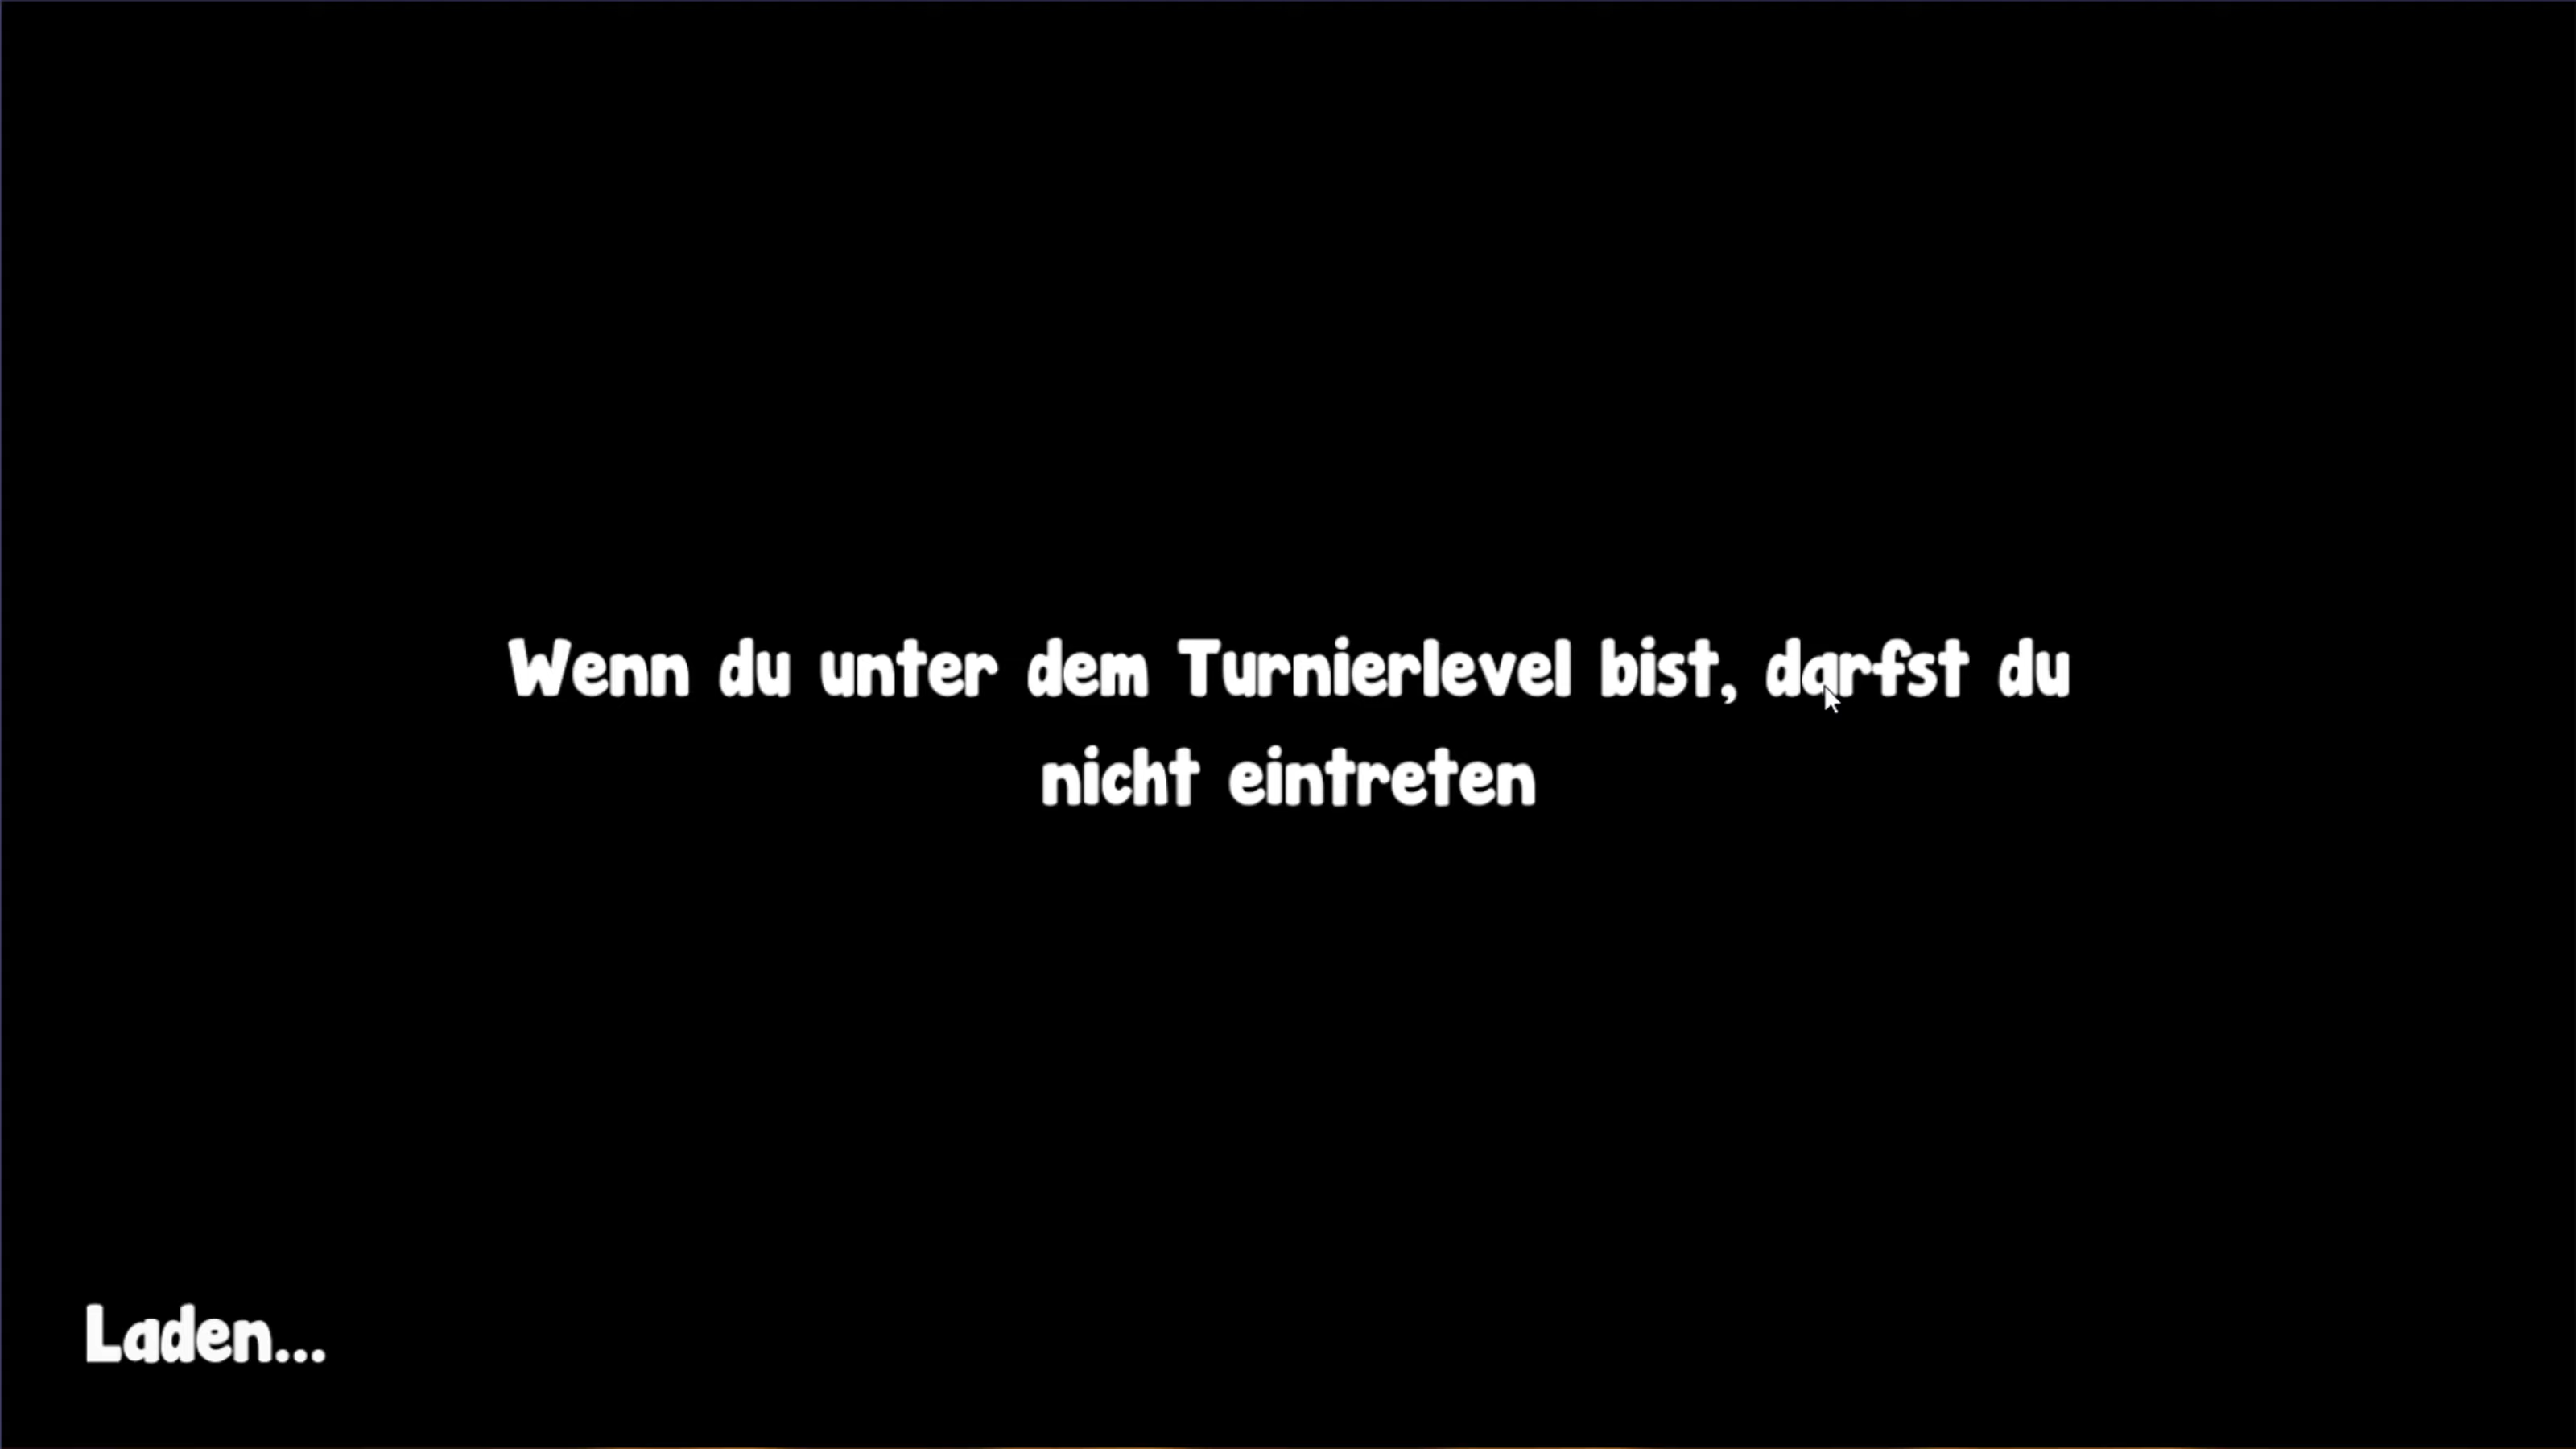 Wenn du unter dem Turnierlevel bist, darfst du
nicht eintreten
Laden...